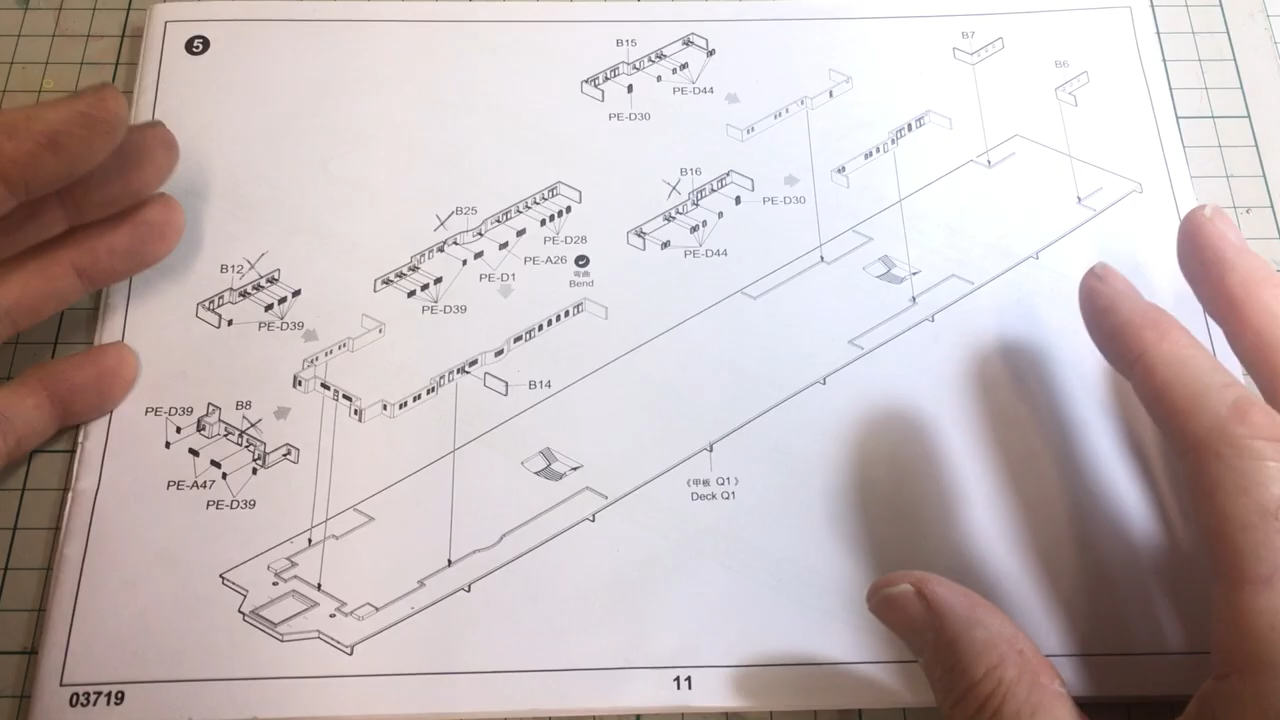 5
B15
PE-D44
PE-D30
B7
B6
B16
PE-D30
PE-D44
B25
PE-D28
PE-A26
PE-D1
弯曲
Bend
PE-D39
B12
PE-D39
B14
PE-D39
B8
PE-A47
PE-D39
《甲板 Q1》
Deck Q1
03719
11